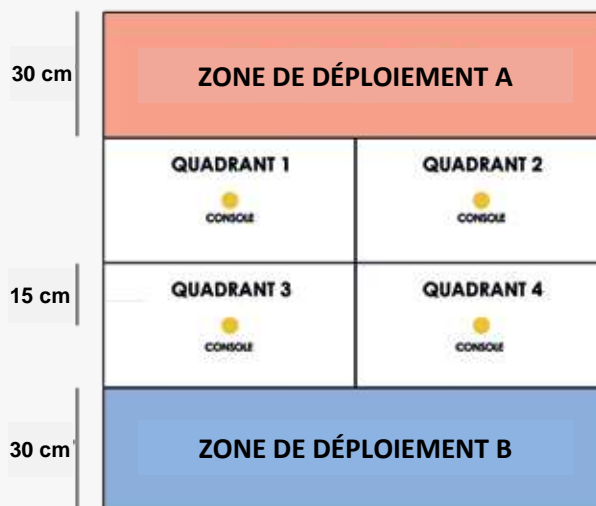 30 cm
ZONE DE DÉPLOIEMENT A
QUADRANT 1
QUADRANT 2
CONSOLE
CONSOLE
15 cm
QUADRANT 3
QUADRANT 4
CONSOLE
CONSOLE
30 cm
ZONE DE DÉPLOIEMENT B